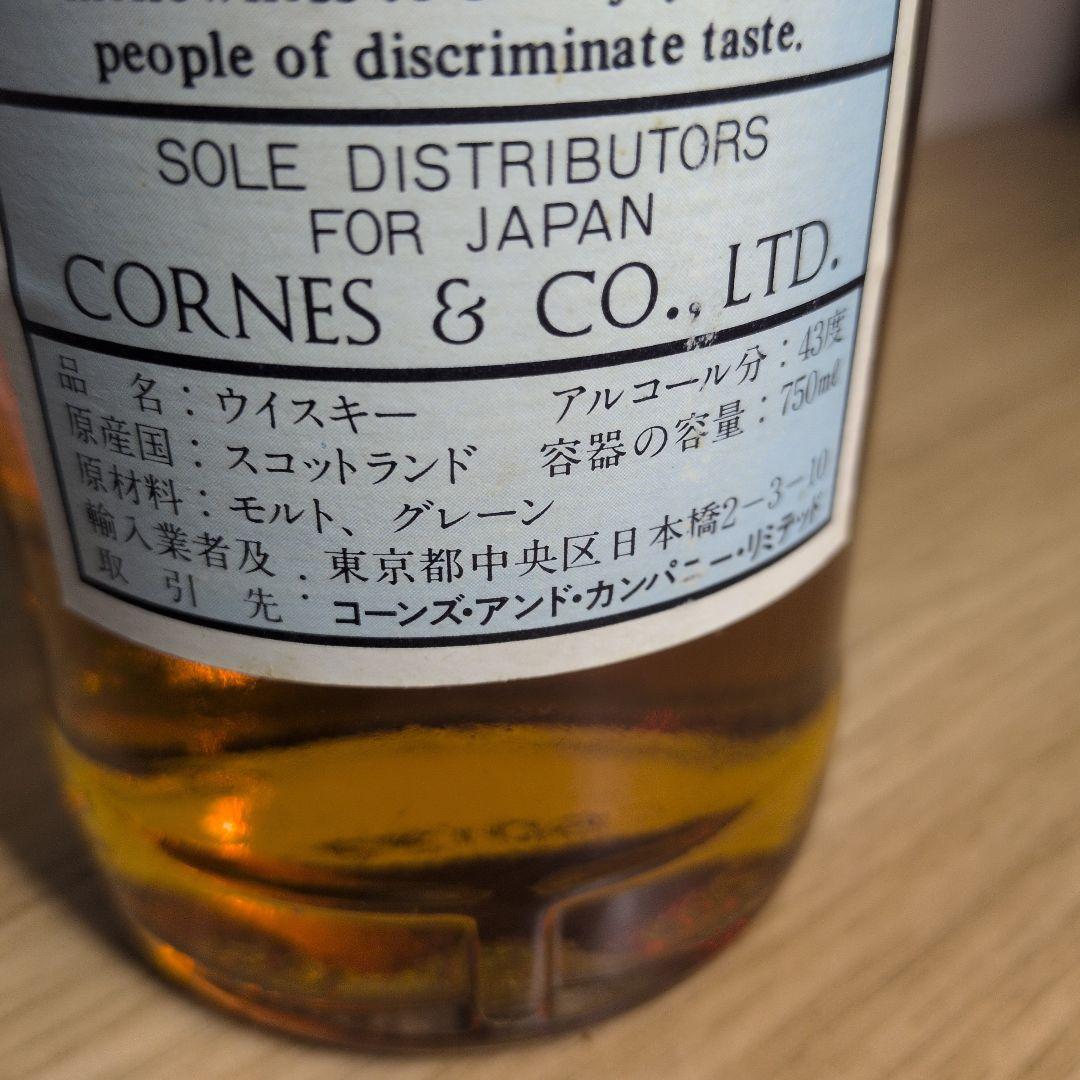 people of discriminate taste.
SOLE DISTRIBUTORS
FOR JAPAN
CORNES & CO., LTD.
品 名：ウイスキー アルコール分：43度
原産国：スコットランド 容器の容量：750ml
原材料：モルト、グレーン
輸入業者及 東京都中央区日本橋2-3-10
取引先：コーンズ・アンド・カンパニー・リミテッド